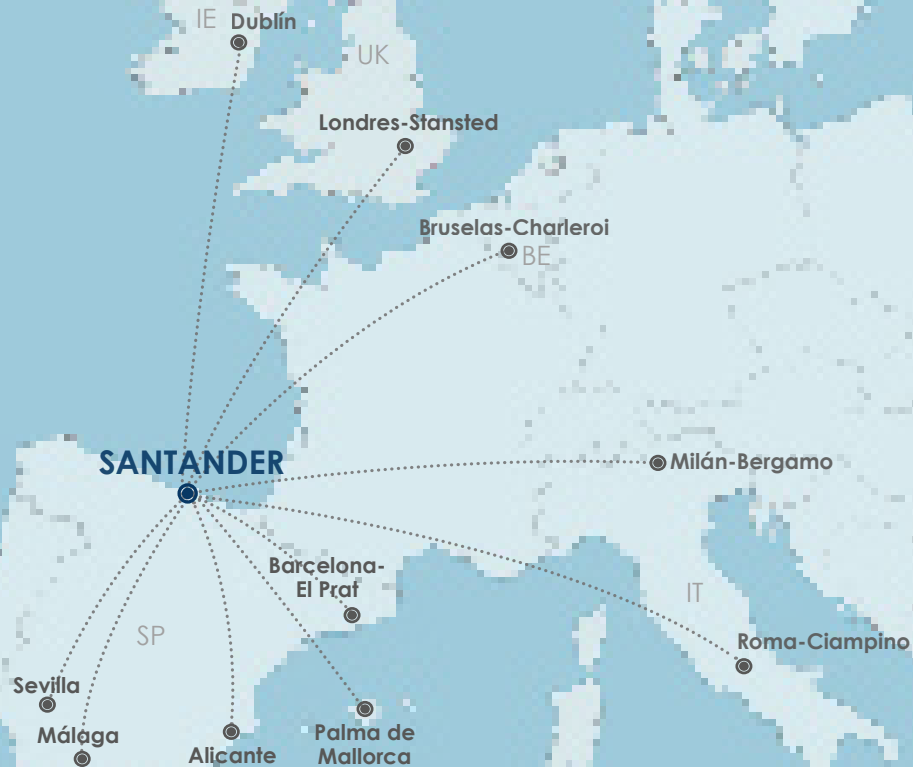 IE
Dublín
UK
Londres-Stansted
Bruselas-Charleroi
BE
SANTANDER
Milán-Bergamo
Barcelona-
El Prat
IT
SP
Roma-Ciampino
Sevilla
Málaga
Palma de
Mallorca
Alicante